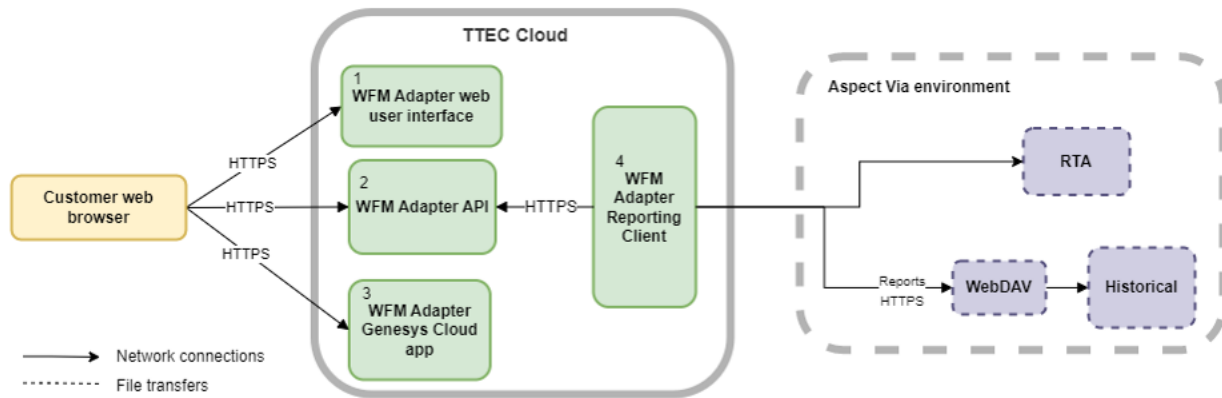 TTEC Cloud
1
WFM Adapter web
user interface
2
WFM Adapter API
3
WFM Adapter
Genesys Cloud
app
4
WFM
Adapter
Reporting
Client
Customer web
browser
HTTPS
HTTPS
HTTPS
HTTPS
Aspect Via environment
RTA
Reports
HTTPS
WebDAV
Historical
Network connections
File transfers